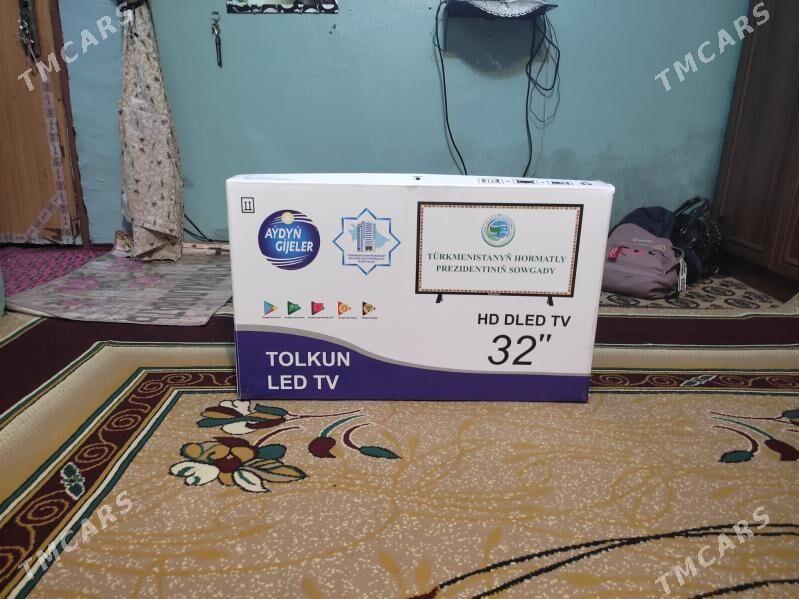 TMCARS
TMCARS
AÝDYŇ
GIJELER
TÜRKMENISTANYŇ HORMATLY
PREZIDENTINIŇ SOWGADY
HD DLED TV
32"
TOLKUN
LED TV
TMCARS
TMCARS